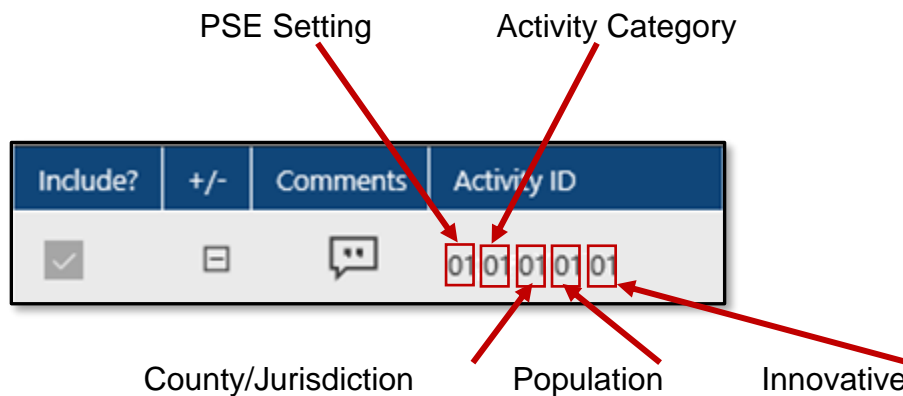 PSE Setting Activity Category
Include? +/- Comments Activity ID
01 01 01 01 01
County/Jurisdiction Population Innovative